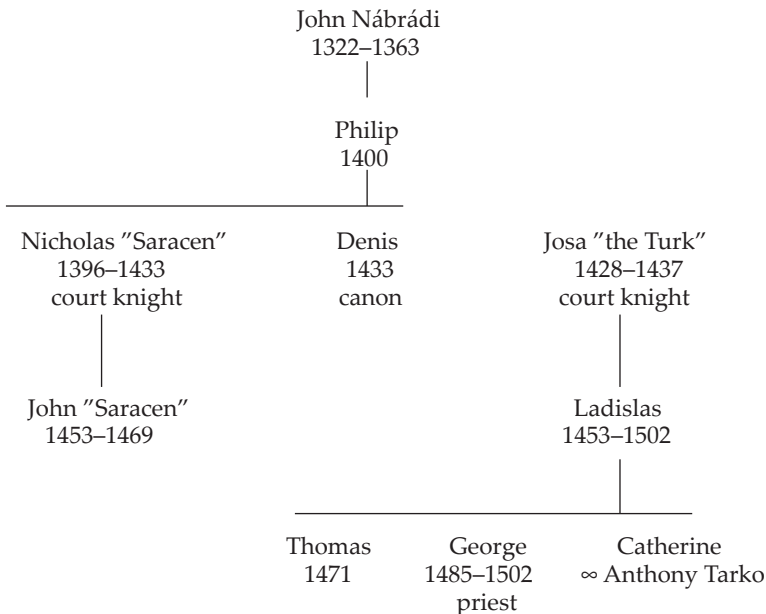 John Nábrádi
1322–1363
Philip
1400
Nicholas ”Saracen”
1396–1433
court knight
Denis
1433
canon
Josa ”the Turk”
1428–1437
court knight
John ”Saracen”
1453–1469
Ladislas
1453–1502
Thomas
1471
George
1485–1502
priest
Catherine
∞ Anthony Tarko